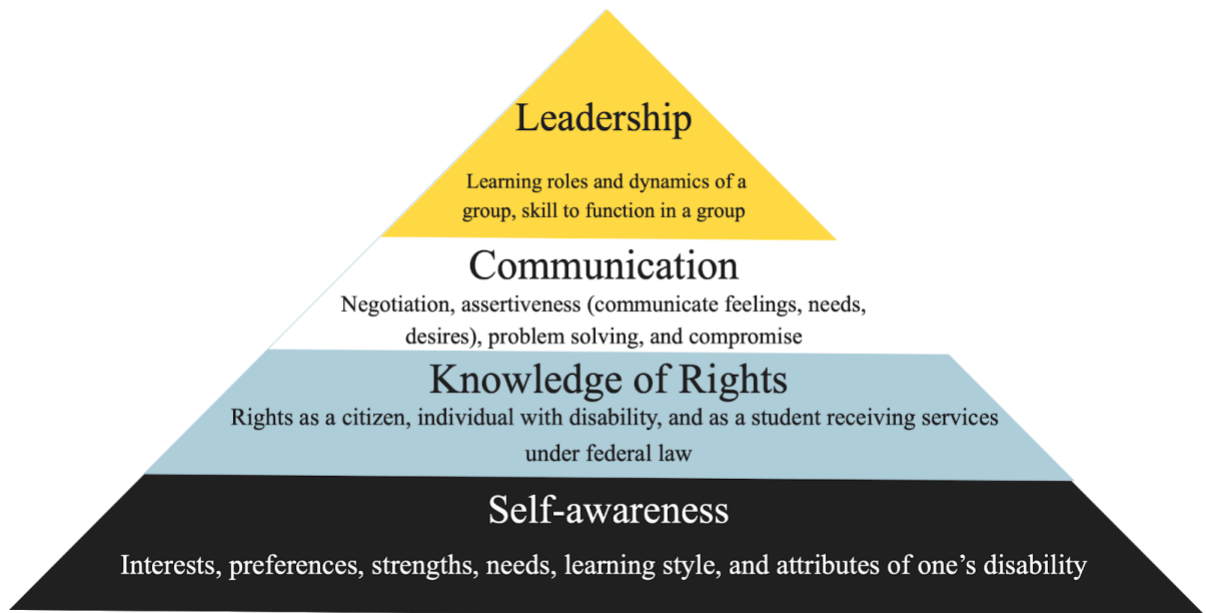 Leadership
Learning roles and dynamics of a
group, skill to function in a group
Communication
Negotiation, assertiveness (communicate feelings, needs,
desires), problem solving, and compromise
Knowledge of Rights
Rights as a citizen, individual with disability, and as a student receiving services
under federal law
Self-awareness
Interests, preferences, strengths, needs, learning style, and attributes of one’s disability